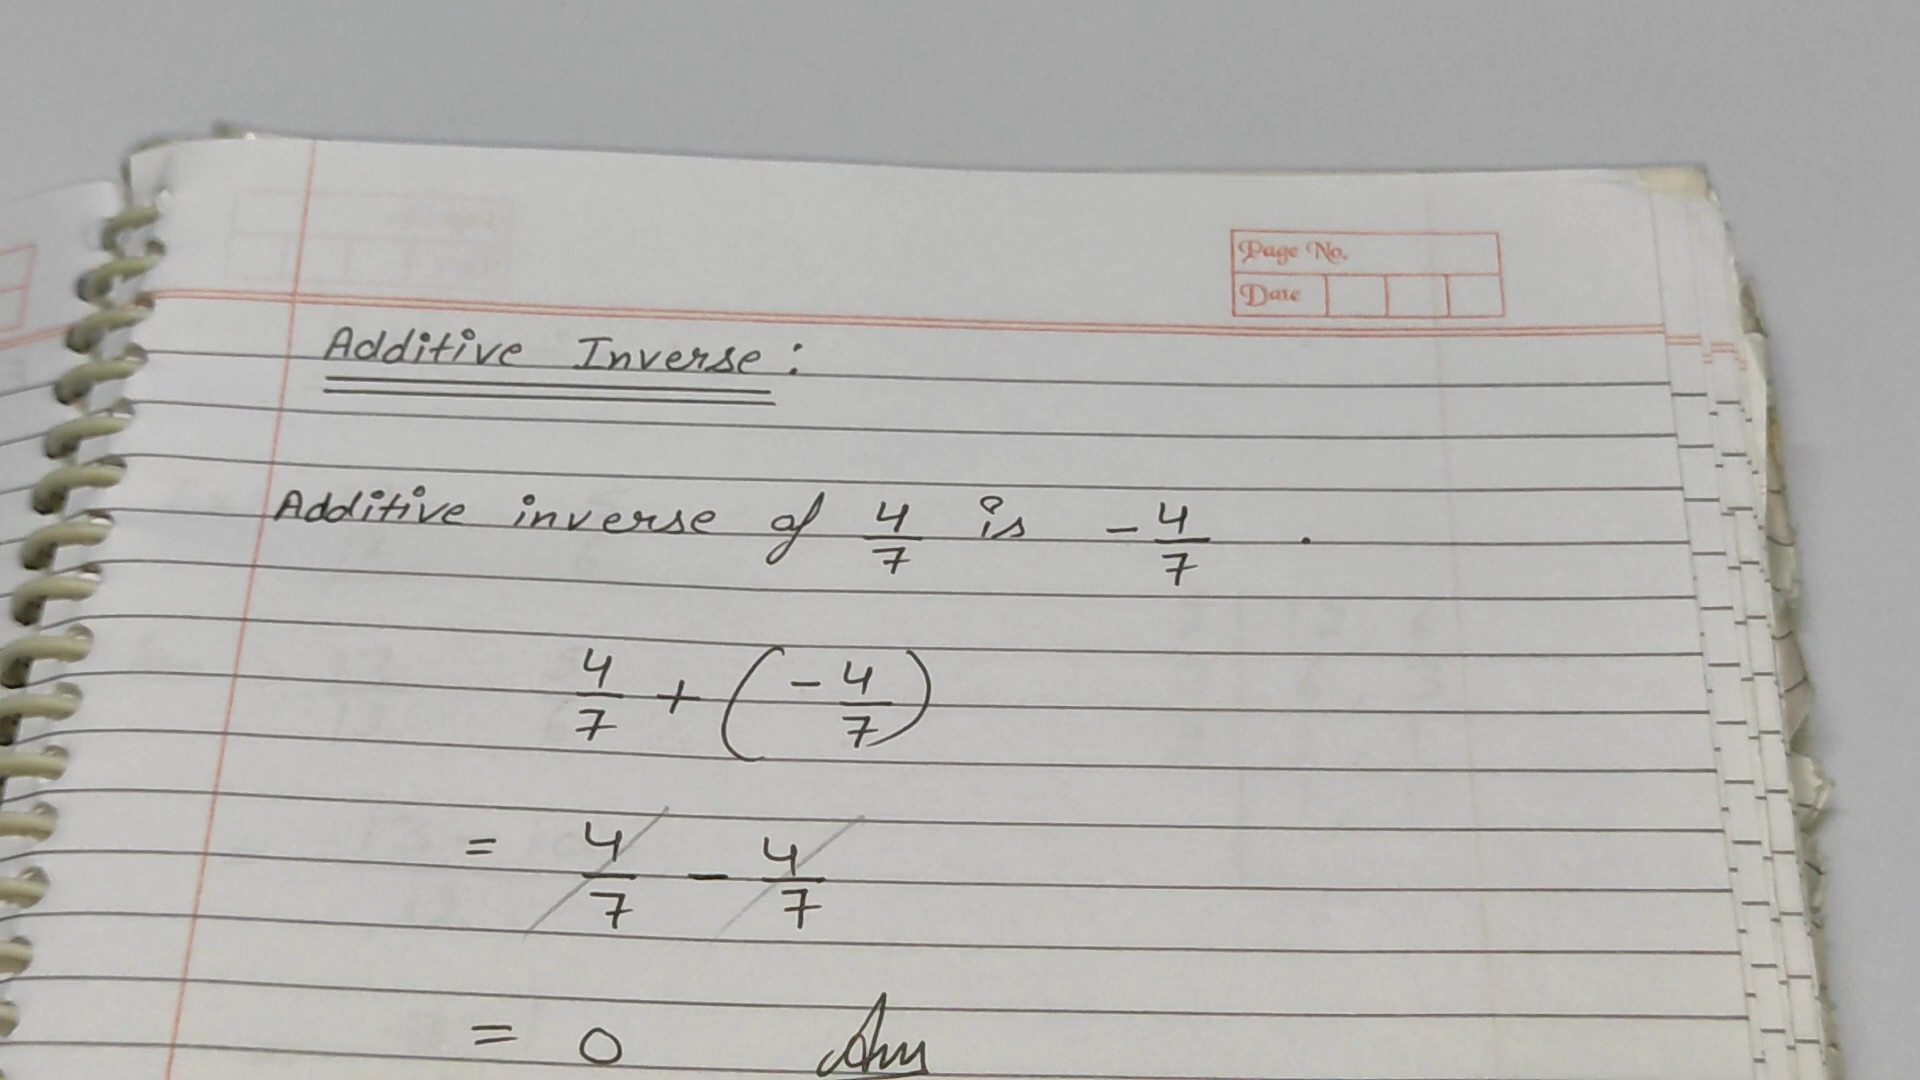 Page No.
Date
Additive Inverse :
Additive inverse of 4/7 is -4/7 .
4/7 + (-4/7)
= 4/7 - 4/7
= 0 Ans